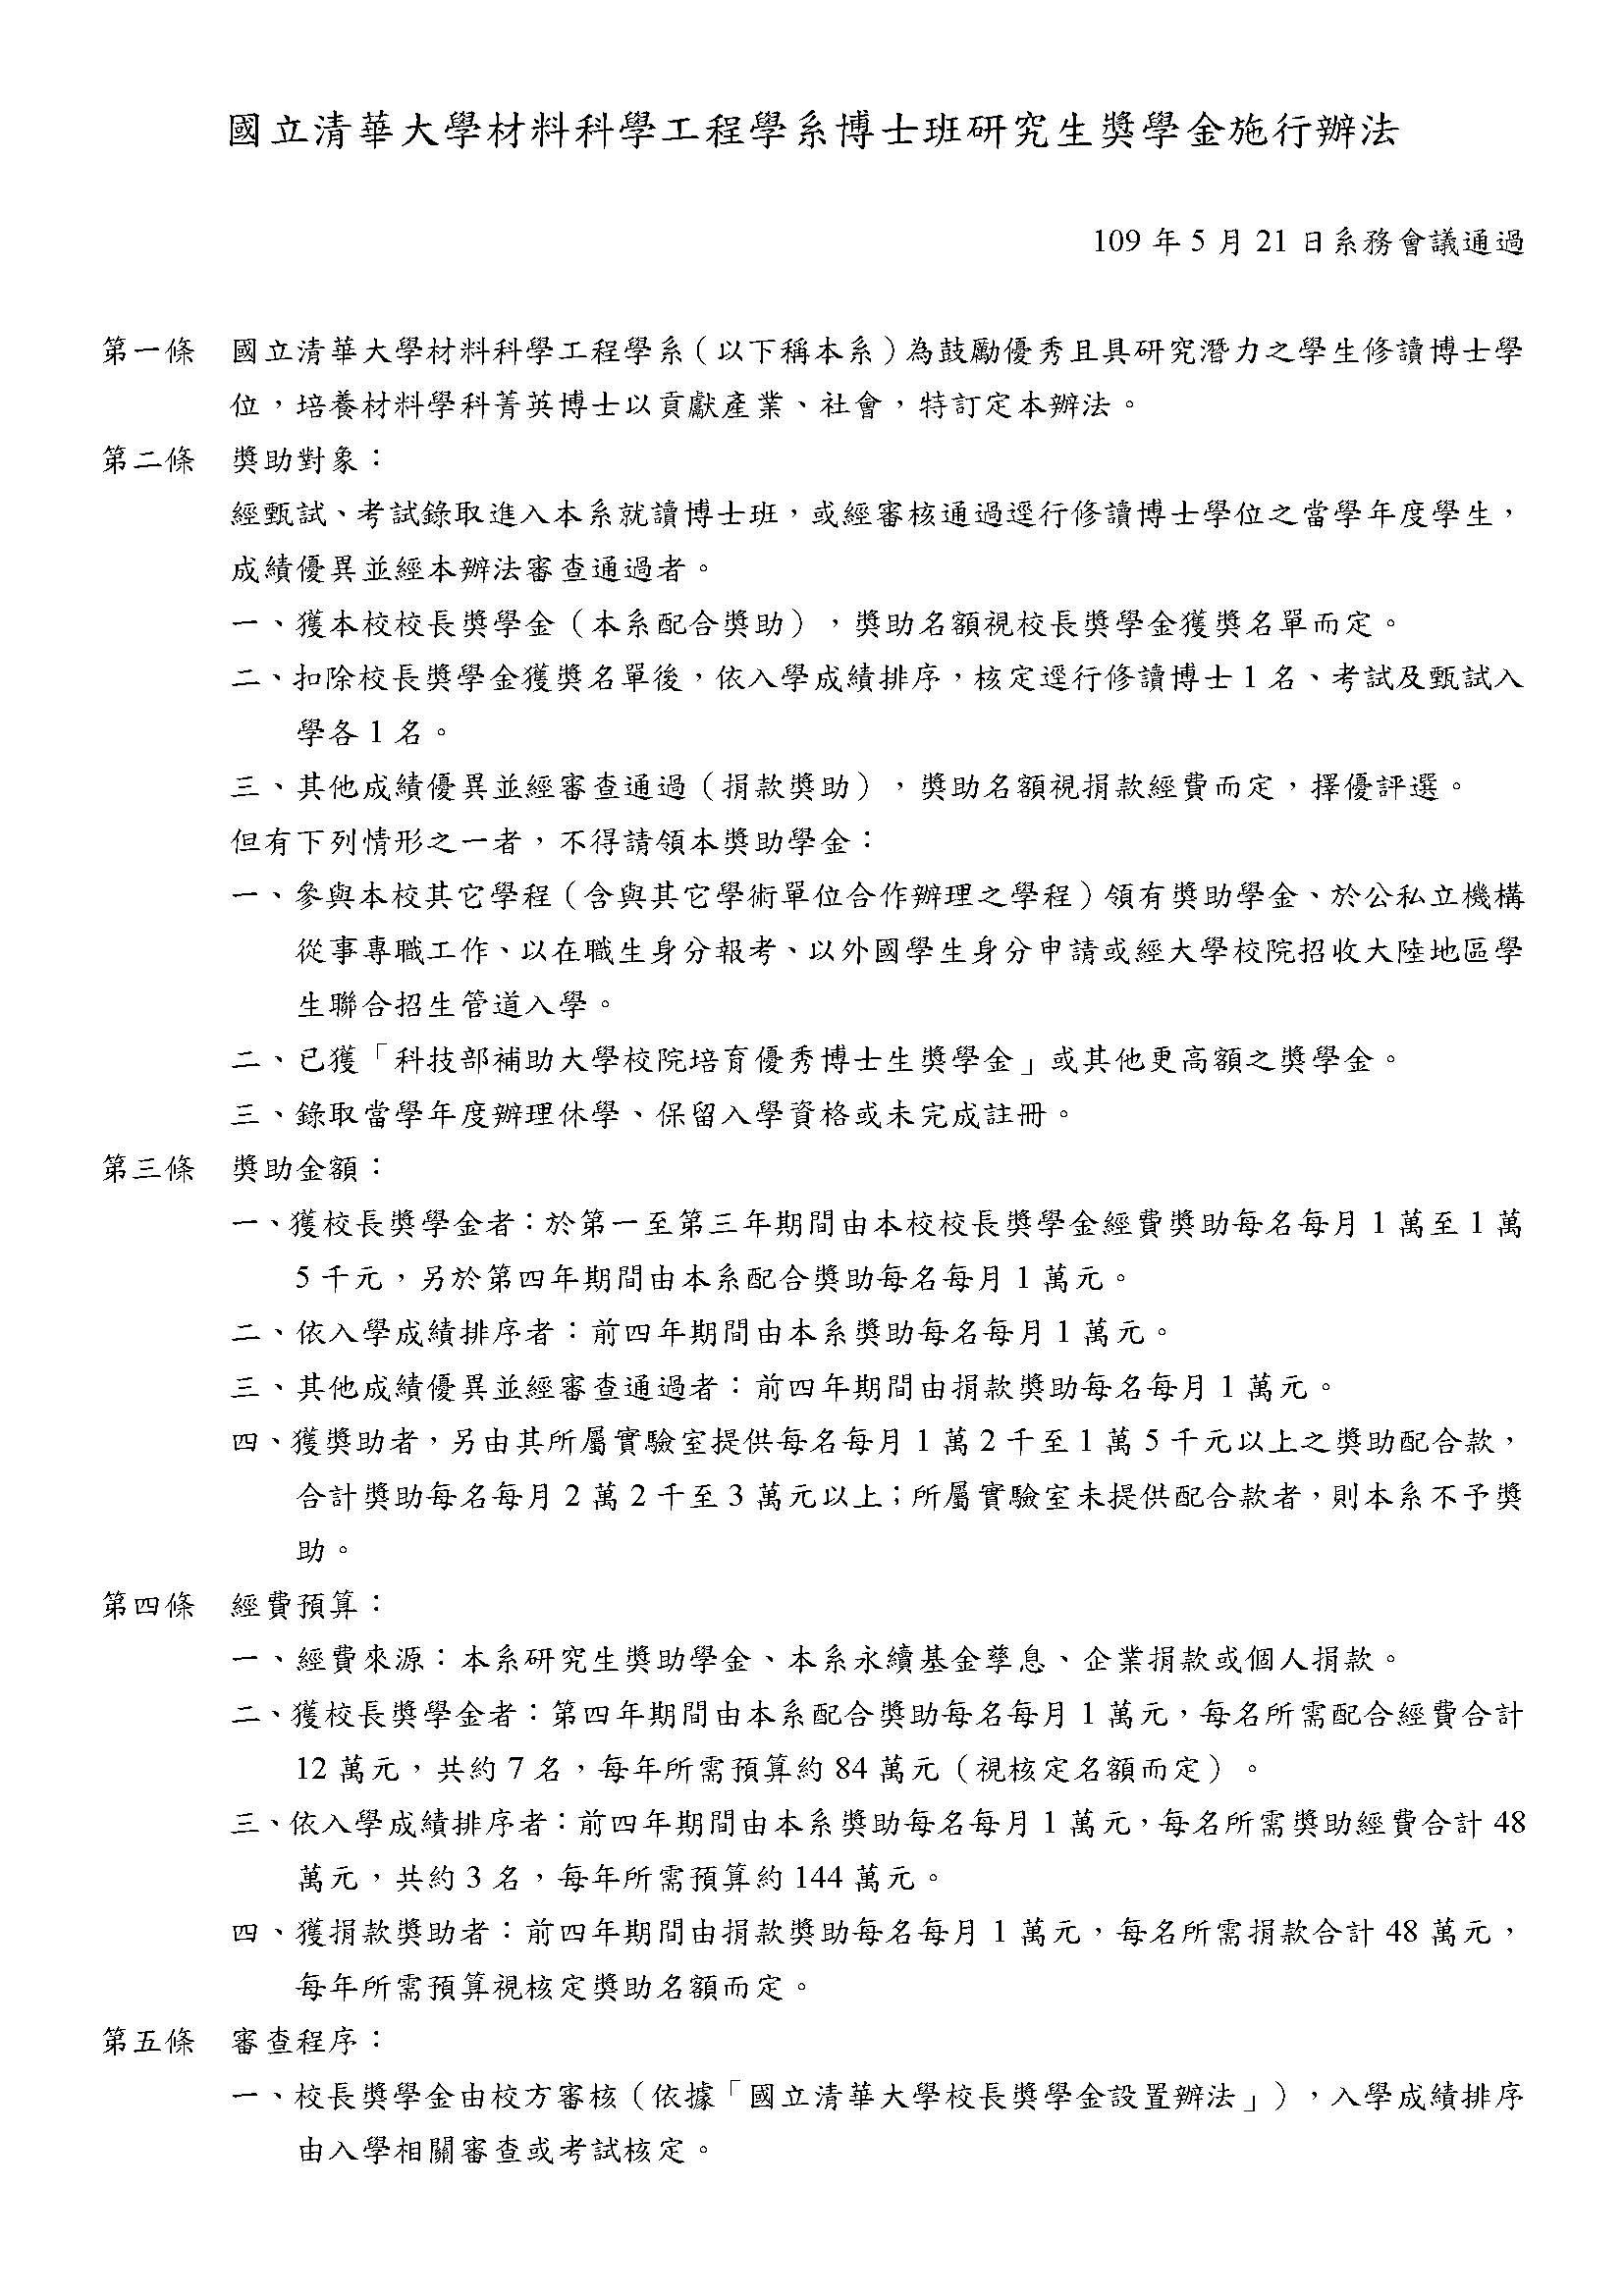 國立清華大學材料科學工程學系博士班研究生獎學金施行辦法
109 年 5 月 21 日系務會議通過
第一條 國立清華大學材料科學工程學系（以下稱本系）為鼓勵優秀且具研究潛力之學生修讀博士學
位，培養材料學科菁英博士以貢獻產業、社會，特訂定本辦法。
第二條 獎助對象：
經甄試、考試錄取進入本系就讀博士班，或經審核通過逕行修讀博士學位之當學年度學生，
成績優異並經本辦法審查通過者。
一、獲本校校長獎學金（本系配合獎助），獎助名額視校長獎學金獲獎名單而定。
二、扣除校長獎學金獲獎名單後，依入學成績排序，核定逕行修讀博士 1 名、考試及甄試入
學各 1 名。
三、其他成績優異並經審查通過（捐款獎助），獎助名額視捐款經費而定，擇優評選。
但有下列情形之一者，不得請領本獎助學金：
一、參與本校其它學程（含與其它學術單位合作辦理之學程）領有獎助學金、於公私立機構
從事專職工作、以在職生身分報考、以外國學生身分申請或經大學校院招收大陸地區學
生聯合招生管道入學。
二、已獲「科技部補助大學校院培育優秀博士生獎學金」或其他更高額之獎學金。
三、錄取當學年度辦理休學、保留入學資格或未完成註冊。
第三條 獎助金額：
一、獲校長獎學金者：於第一至第三年期間由本校校長獎學金經費獎助每名每月 1 萬至 1 萬
5 千元，另於第四年期間由本系配合獎助每名每月 1 萬元。
二、依入學成績排序者：前四年期間由本系獎助每名每月 1 萬元。
三、其他成績優異並經審查通過者：前四年期間由捐款獎助每名每月 1 萬元。
四、獲獎助者，另由其所屬實驗室提供每名每月 1 萬 2 千至 1 萬 5 千元以上之獎助配合款，
合計獎助每名每月 2 萬 2 千至 3 萬元以上；所屬實驗室未提供配合款者，則本系不予獎
助。
第四條 經費預算：
一、經費來源：本系研究生獎助學金、本系永續基金孳息、企業捐款或個人捐款。
二、獲校長獎學金者：第四年期間由本系配合獎助每名每月 1 萬元，每名所需配合經費合計
12 萬元，共約 7 名，每年所需預算約 84 萬元（視核定名額而定）。
三、依入學成績排序者：前四年期間由本系獎助每名每月 1 萬元，每名所需獎助經費合計 48
萬元，共約 3 名，每年所需預算約 144 萬元。
四、獲捐款獎助者：前四年期間由捐款獎助每名每月 1 萬元，每名所需捐款合計 48 萬元，
每年所需預算視核定獎助名額而定。
第五條 審查程序：
一、校長獎學金由校方審核（依據「國立清華大學校長獎學金設置辦法」），入學成績排序
由入學相關審查或考試核定。